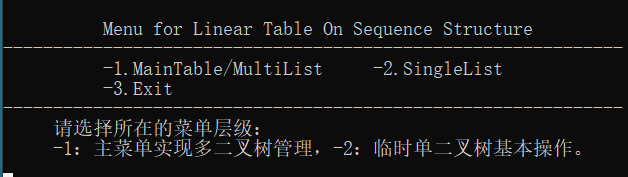 Menu for Linear Table On Sequence Structure
-1.MainTable/MultiList -2.SingleList
-3.Exit
请选择所在的菜单层级：
-1：主菜单实现多二叉树管理，-2：临时单二叉树基本操作。